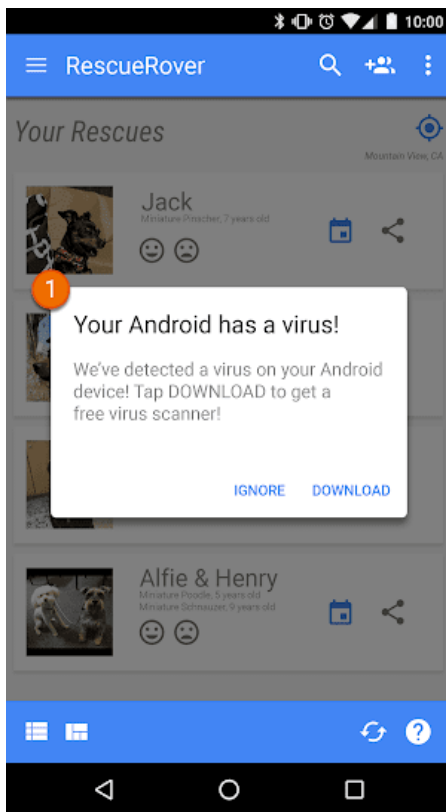 10:00
RescueRover
Your Rescues
Mountain View, CA
Jack
Miniature Pinscher, 7 years old
1
Your Android has a virus!
We've detected a virus on your Android
device! Tap DOWNLOAD to get a
free virus scanner!
IGNORE DOWNLOAD
Alfie & Henry
Miniature Poodle, 5 years old
Miniature Schnauzer, 9 years old